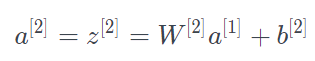 a^{[2]} = z^{[2]} = W^{[2]}a^{[1]} + b^{[2]}